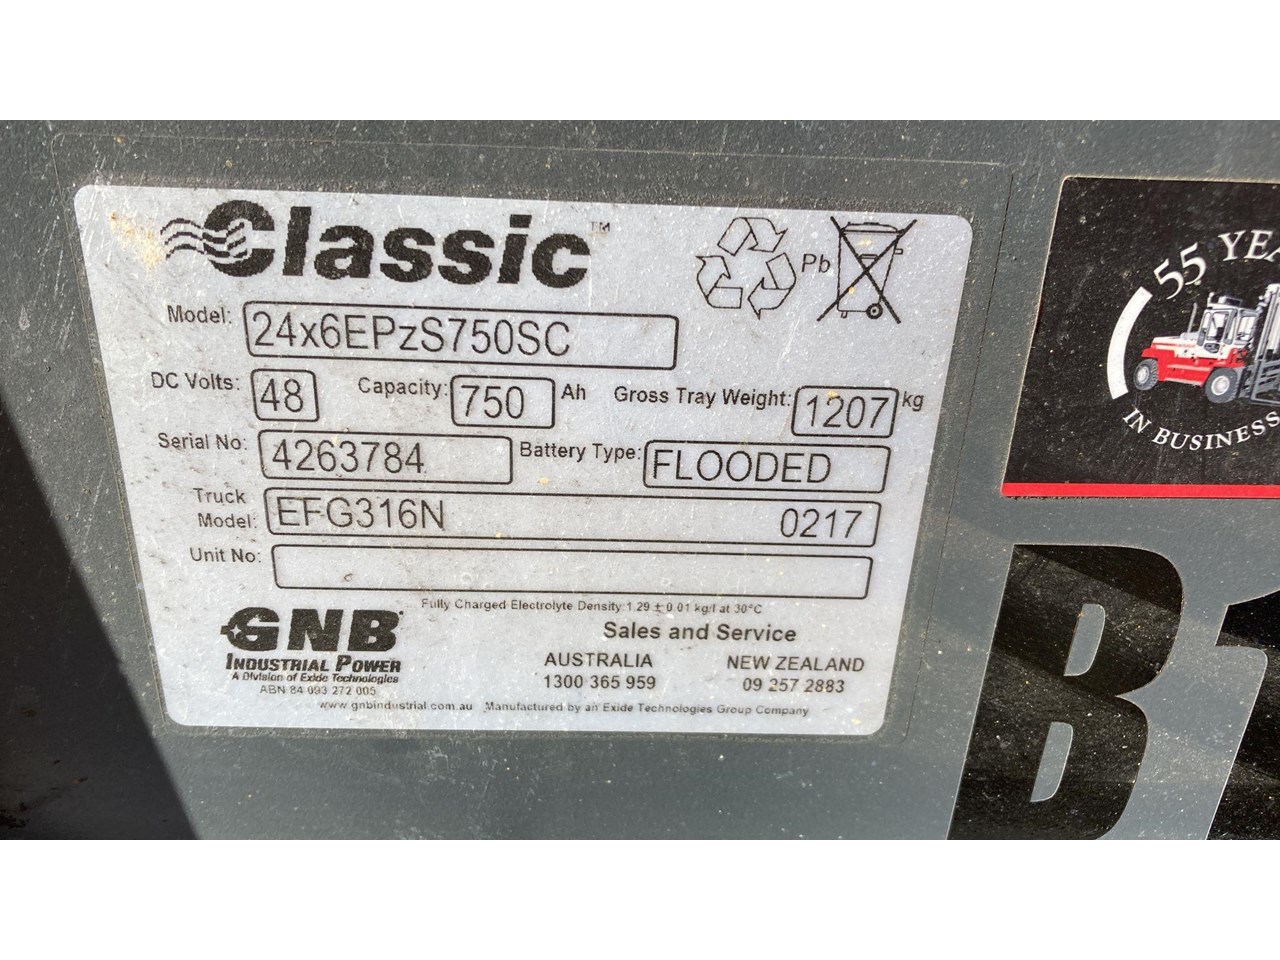 Classic™
Pb
Model: 24x6EPzS750SC
DC Volts: 48 Capacity: 750 Ah Gross Tray Weight: 1207 kg
Serial No: 4263784 Battery Type: FLOODED
Truck Model: EFG316N 0217
Unit No:
Fully Charged Electrolyte Density: 1.29 ± 0.01 kg/l at 30°C
GNB
INDUSTRIAL POWER
A Division of Exide Technologies
ABN 84 093 272 005
Sales and Service
AUSTRALIA NEW ZEALAND
1300 365 959 09 257 2883
www.gnbindustrial.com.au Manufactured by an Exide Technologies Group Company
55
IN BUSINESS
B